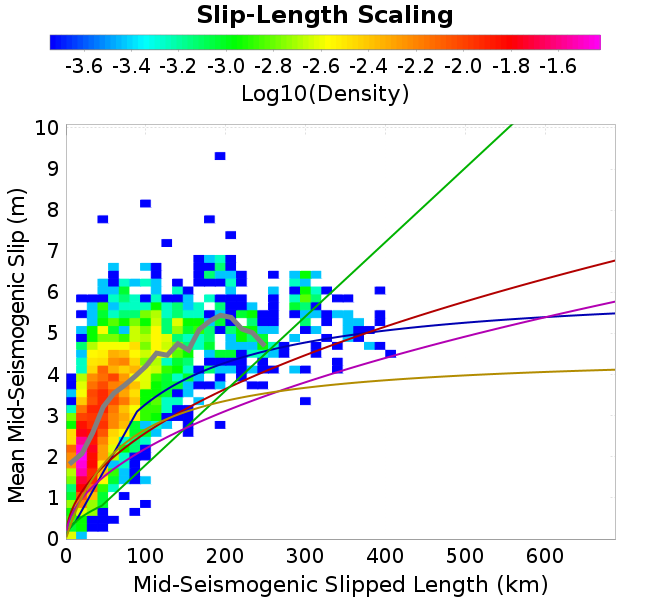 Slip-Length Scaling
-3.6 -3.4 -3.2 -3.0 -2.8 -2.6 -2.4 -2.2 -2.0 -1.8 -1.6
Log10(Density)
Mean Mid-Seismogenic Slip (m)
10
9
8
7
6
5
4
3
2
1
0
0 100 200 300 400 500 600
Mid-Seismogenic Slipped Length (km)